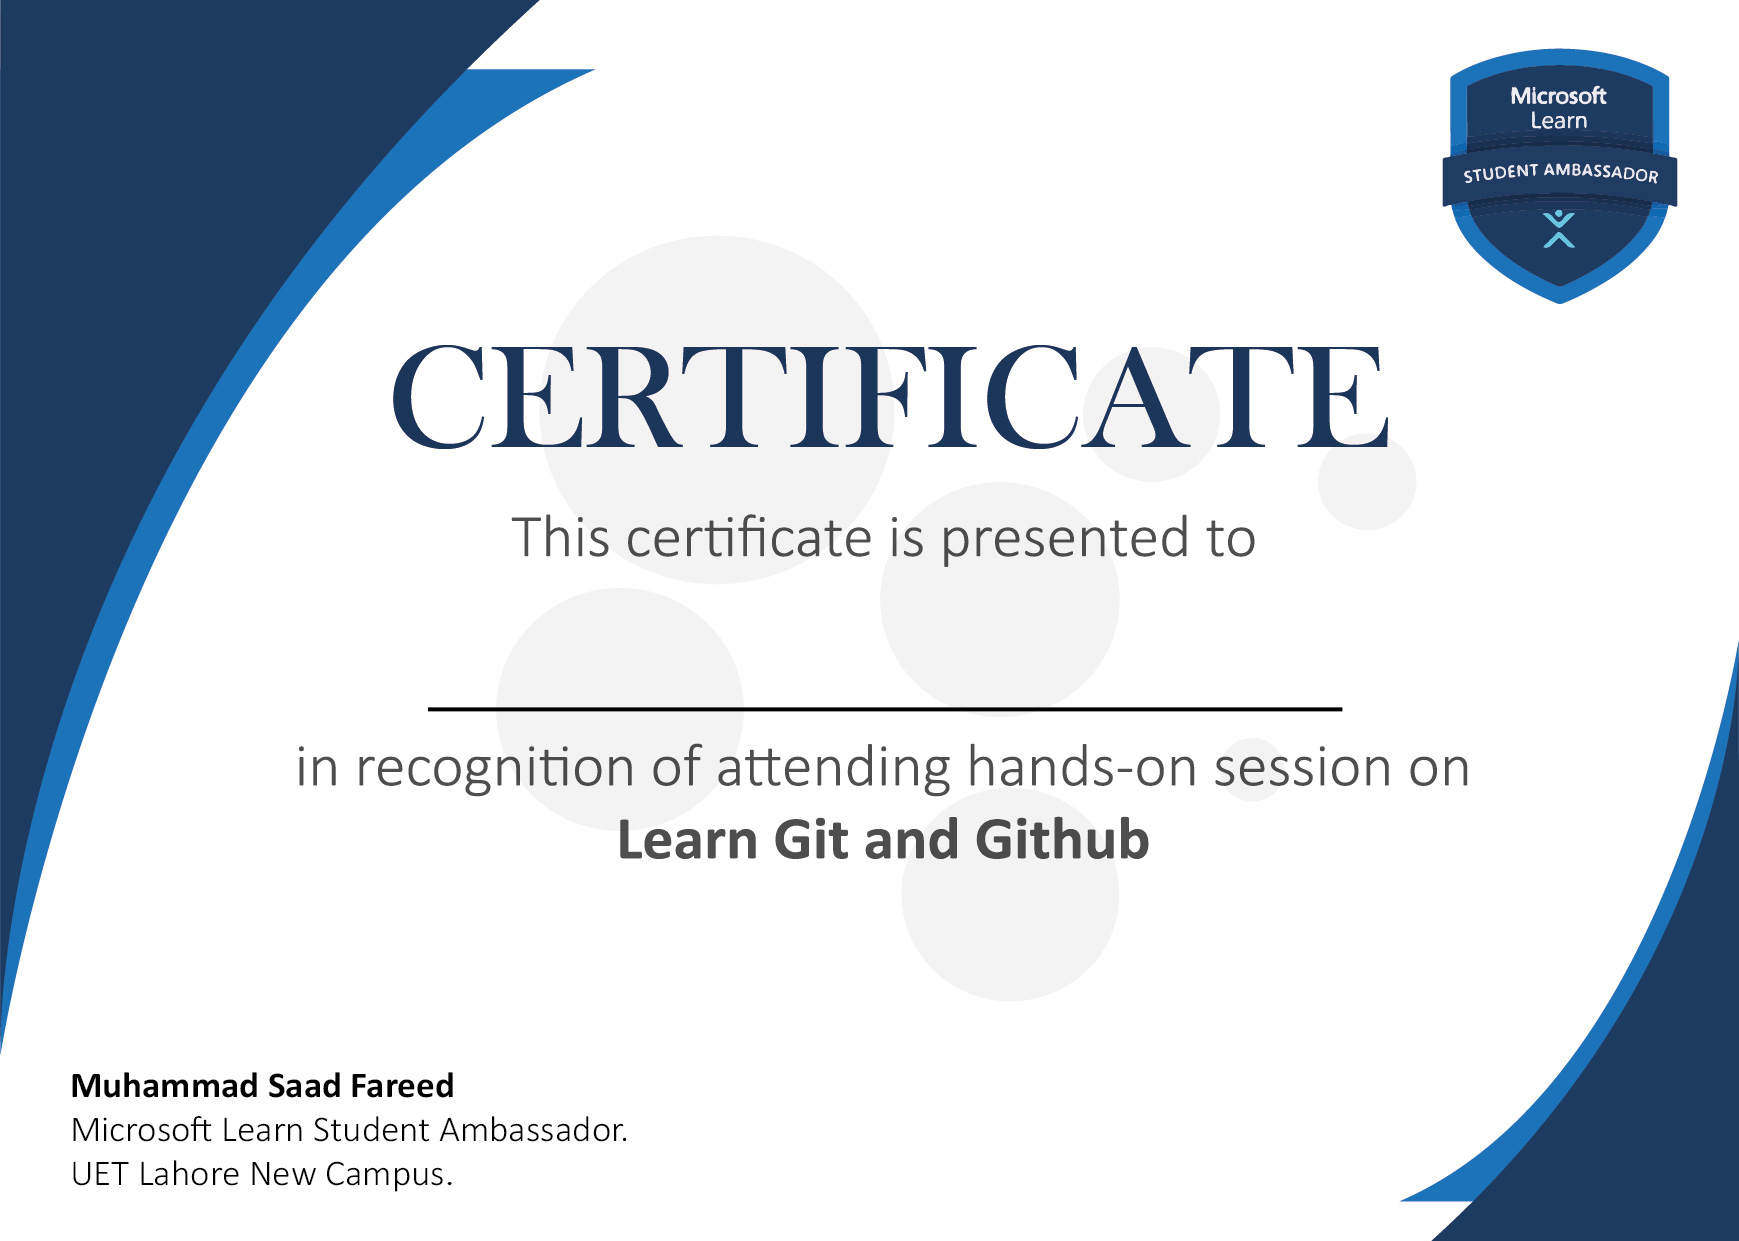 Microsoft
Learn
STUDENT AMBASSADOR
CERTIFICATE
This certificate is presented to
in recognition of attending hands-on session on
Learn Git and Github
Muhammad Saad Fareed
Microsoft Learn Student Ambassador.
UET Lahore New Campus.